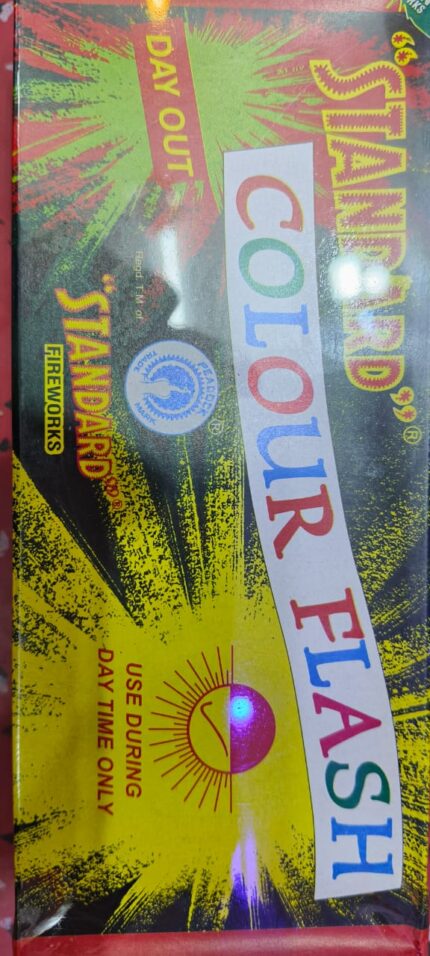 "STANDARD"®
COLOUR FLASH
DAY OUT
Regd. T.M. of
PEACOCK
TRADE MARK
®
"STANDARD"®
FIREWORKS
USE DURING
DAY TIME ONLY